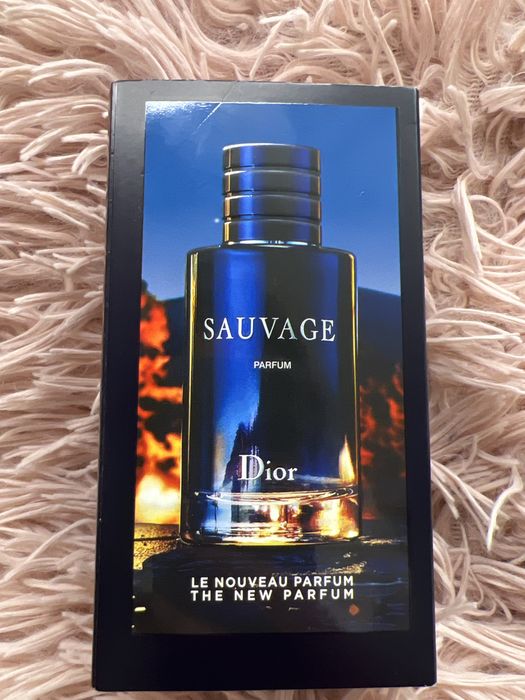 SAUVAGE
PARFUM
Dior
LE NOUVEAU PARFUM
THE NEW PARFUM